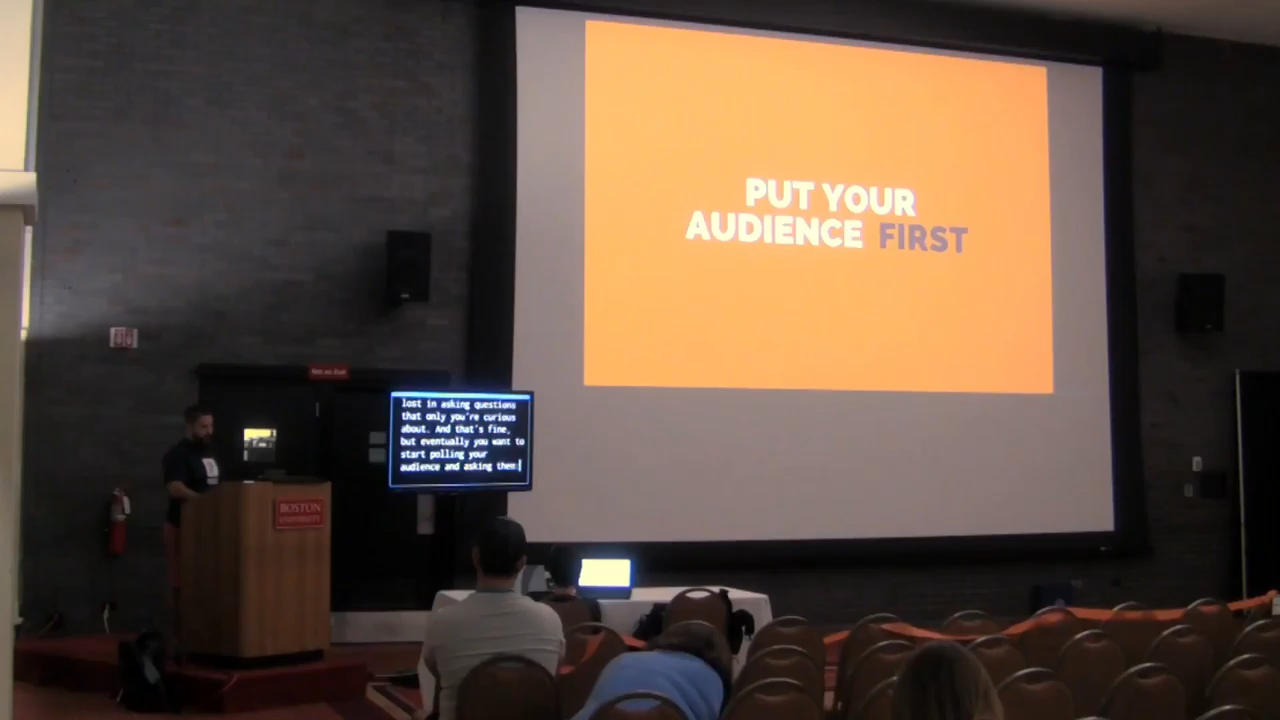 PUT YOUR
AUDIENCE FIRST
lost in asking questions
that only you're curious
about. And that's fine,
but eventually you want to
start polling your
audience and asking them
BOSTON
UNIVERSITY